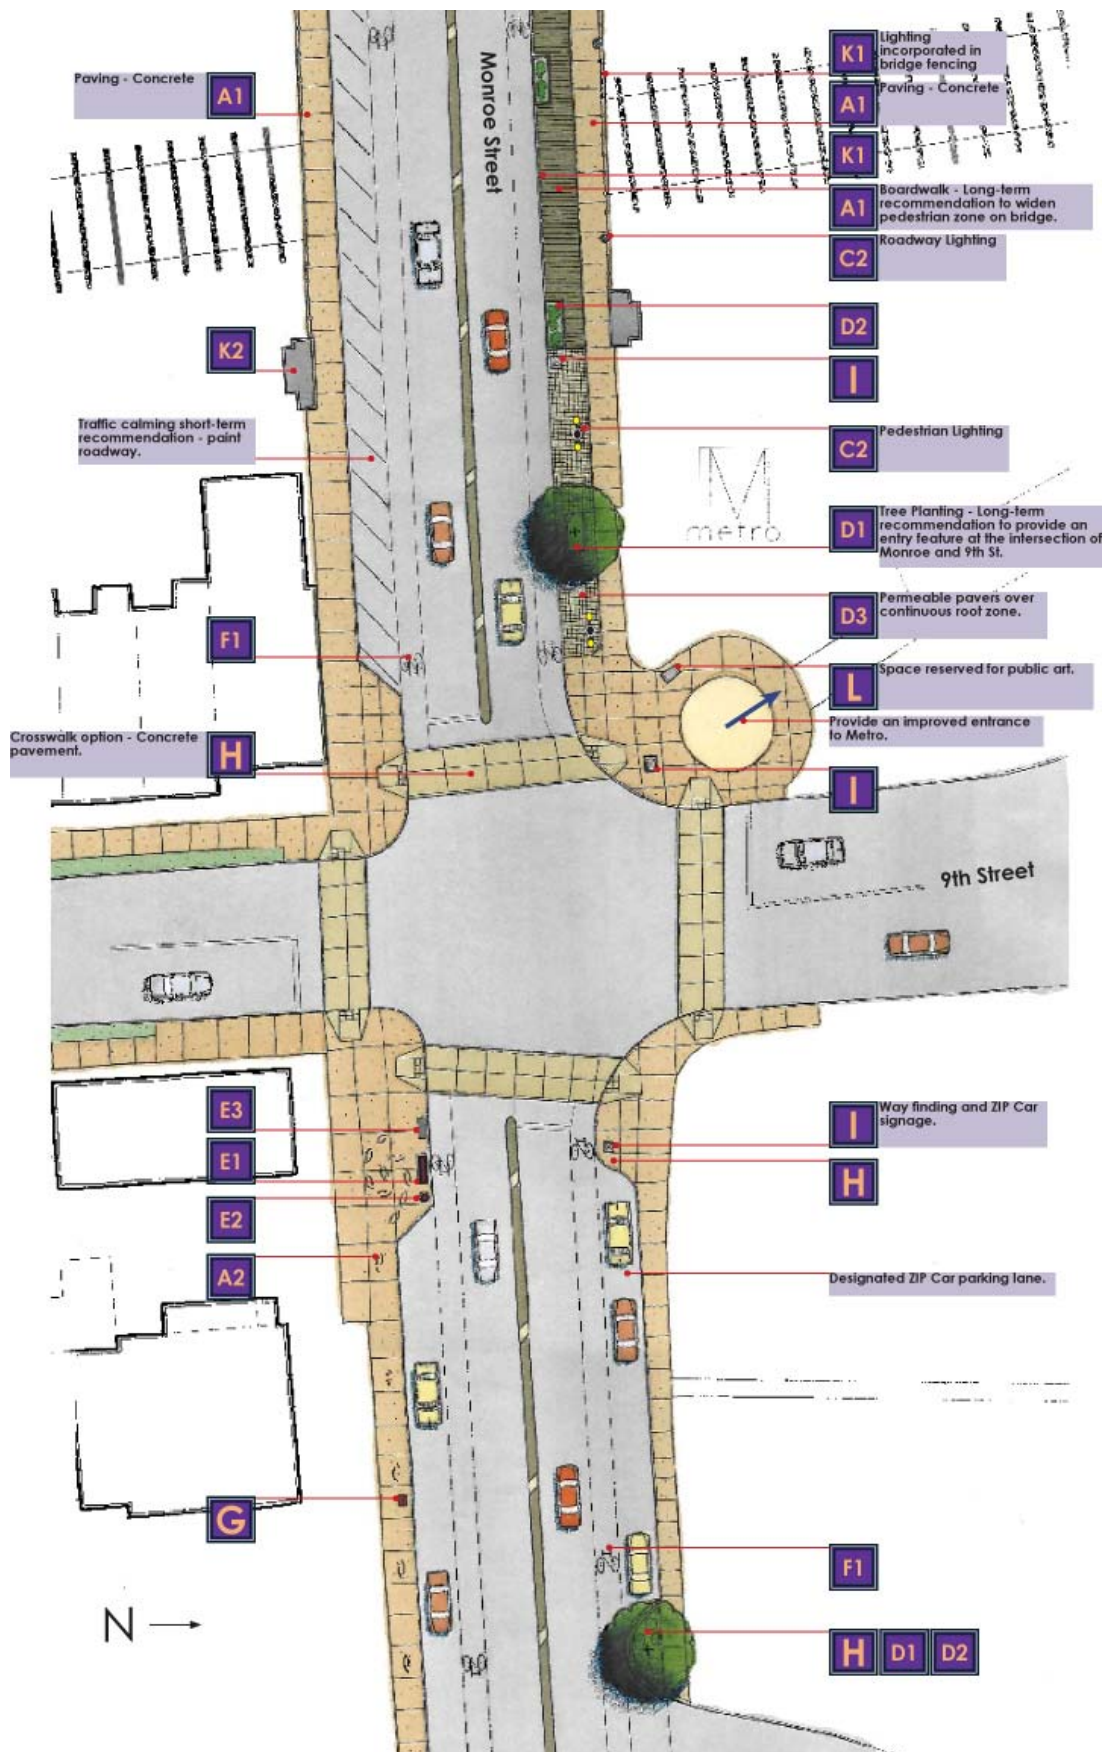 Monroe Street
Paving - Concrete
A1
K1
Lighting
incorporated in
bridge fencing
A1
Paving - Concrete
K1
A1
Boardwalk - Long-term
recommendation to widen
pedestrian zone on bridge.
C2
Roadway Lighting
K2
D2
I
Traffic calming short-term
recommendation - paint
roadway.
C2
Pedestrian Lighting
M
metro
D1
Tree Planting - Long-term
recommendation to provide an
entry feature at the intersection of
Monroe and 9th St.
F1
D3
Permeable pavers over
continuous root zone.
L
Space reserved for public art.
Provide an improved entrance
to Metro.
Crosswalk option - Concrete
pavement.
H
I
9th Street
E3
E1
E2
A2
I
Way finding and ZIP Car
signage.
H
Designated ZIP Car parking lane.
G
F1
N
H D1 D2